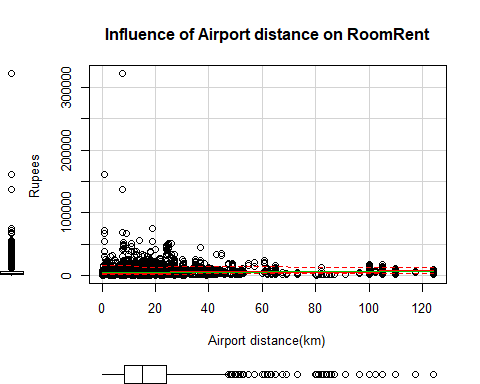 Influence of Airport distance on RoomRent
Rupees
300000
200000
100000
0
0 20 40 60 80 100 120
Airport distance(km)